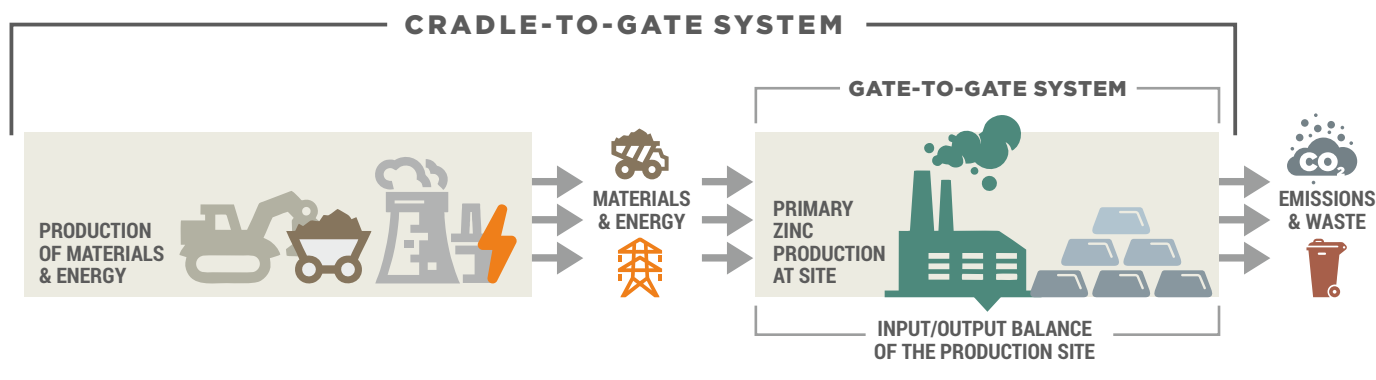 CRADLE-TO-GATE SYSTEM
GATE-TO-GATE SYSTEM
PRODUCTION
OF MATERIALS
& ENERGY
MATERIALS
& ENERGY
PRIMARY
ZINC
PRODUCTION
AT SITE
CO2
EMISSIONS
& WASTE
INPUT/OUTPUT BALANCE
OF THE PRODUCTION SITE